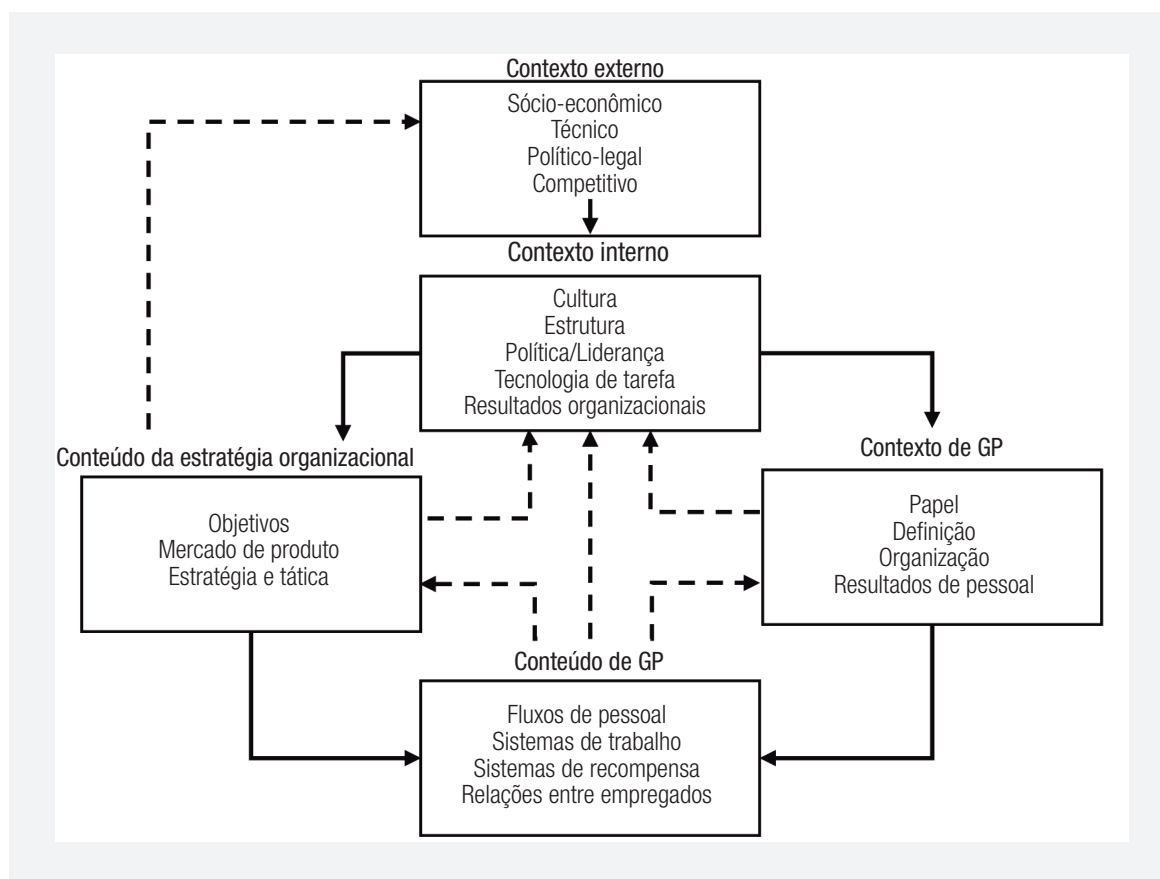 Contexto externo
Sócio-econômico
Técnico
Político-legal
Competitivo
Contexto interno
Cultura
Estrutura
Política/Liderança
Tecnologia de tarefa
Resultados organizacionais
Conteúdo da estratégia organizacional
Objetivos
Mercado de produto
Estratégia e tática
Contexto de GP
Papel
Definição
Organização
Resultados de pessoal
Conteúdo de GP
Fluxos de pessoal
Sistemas de trabalho
Sistemas de recompensa
Relações entre empregados